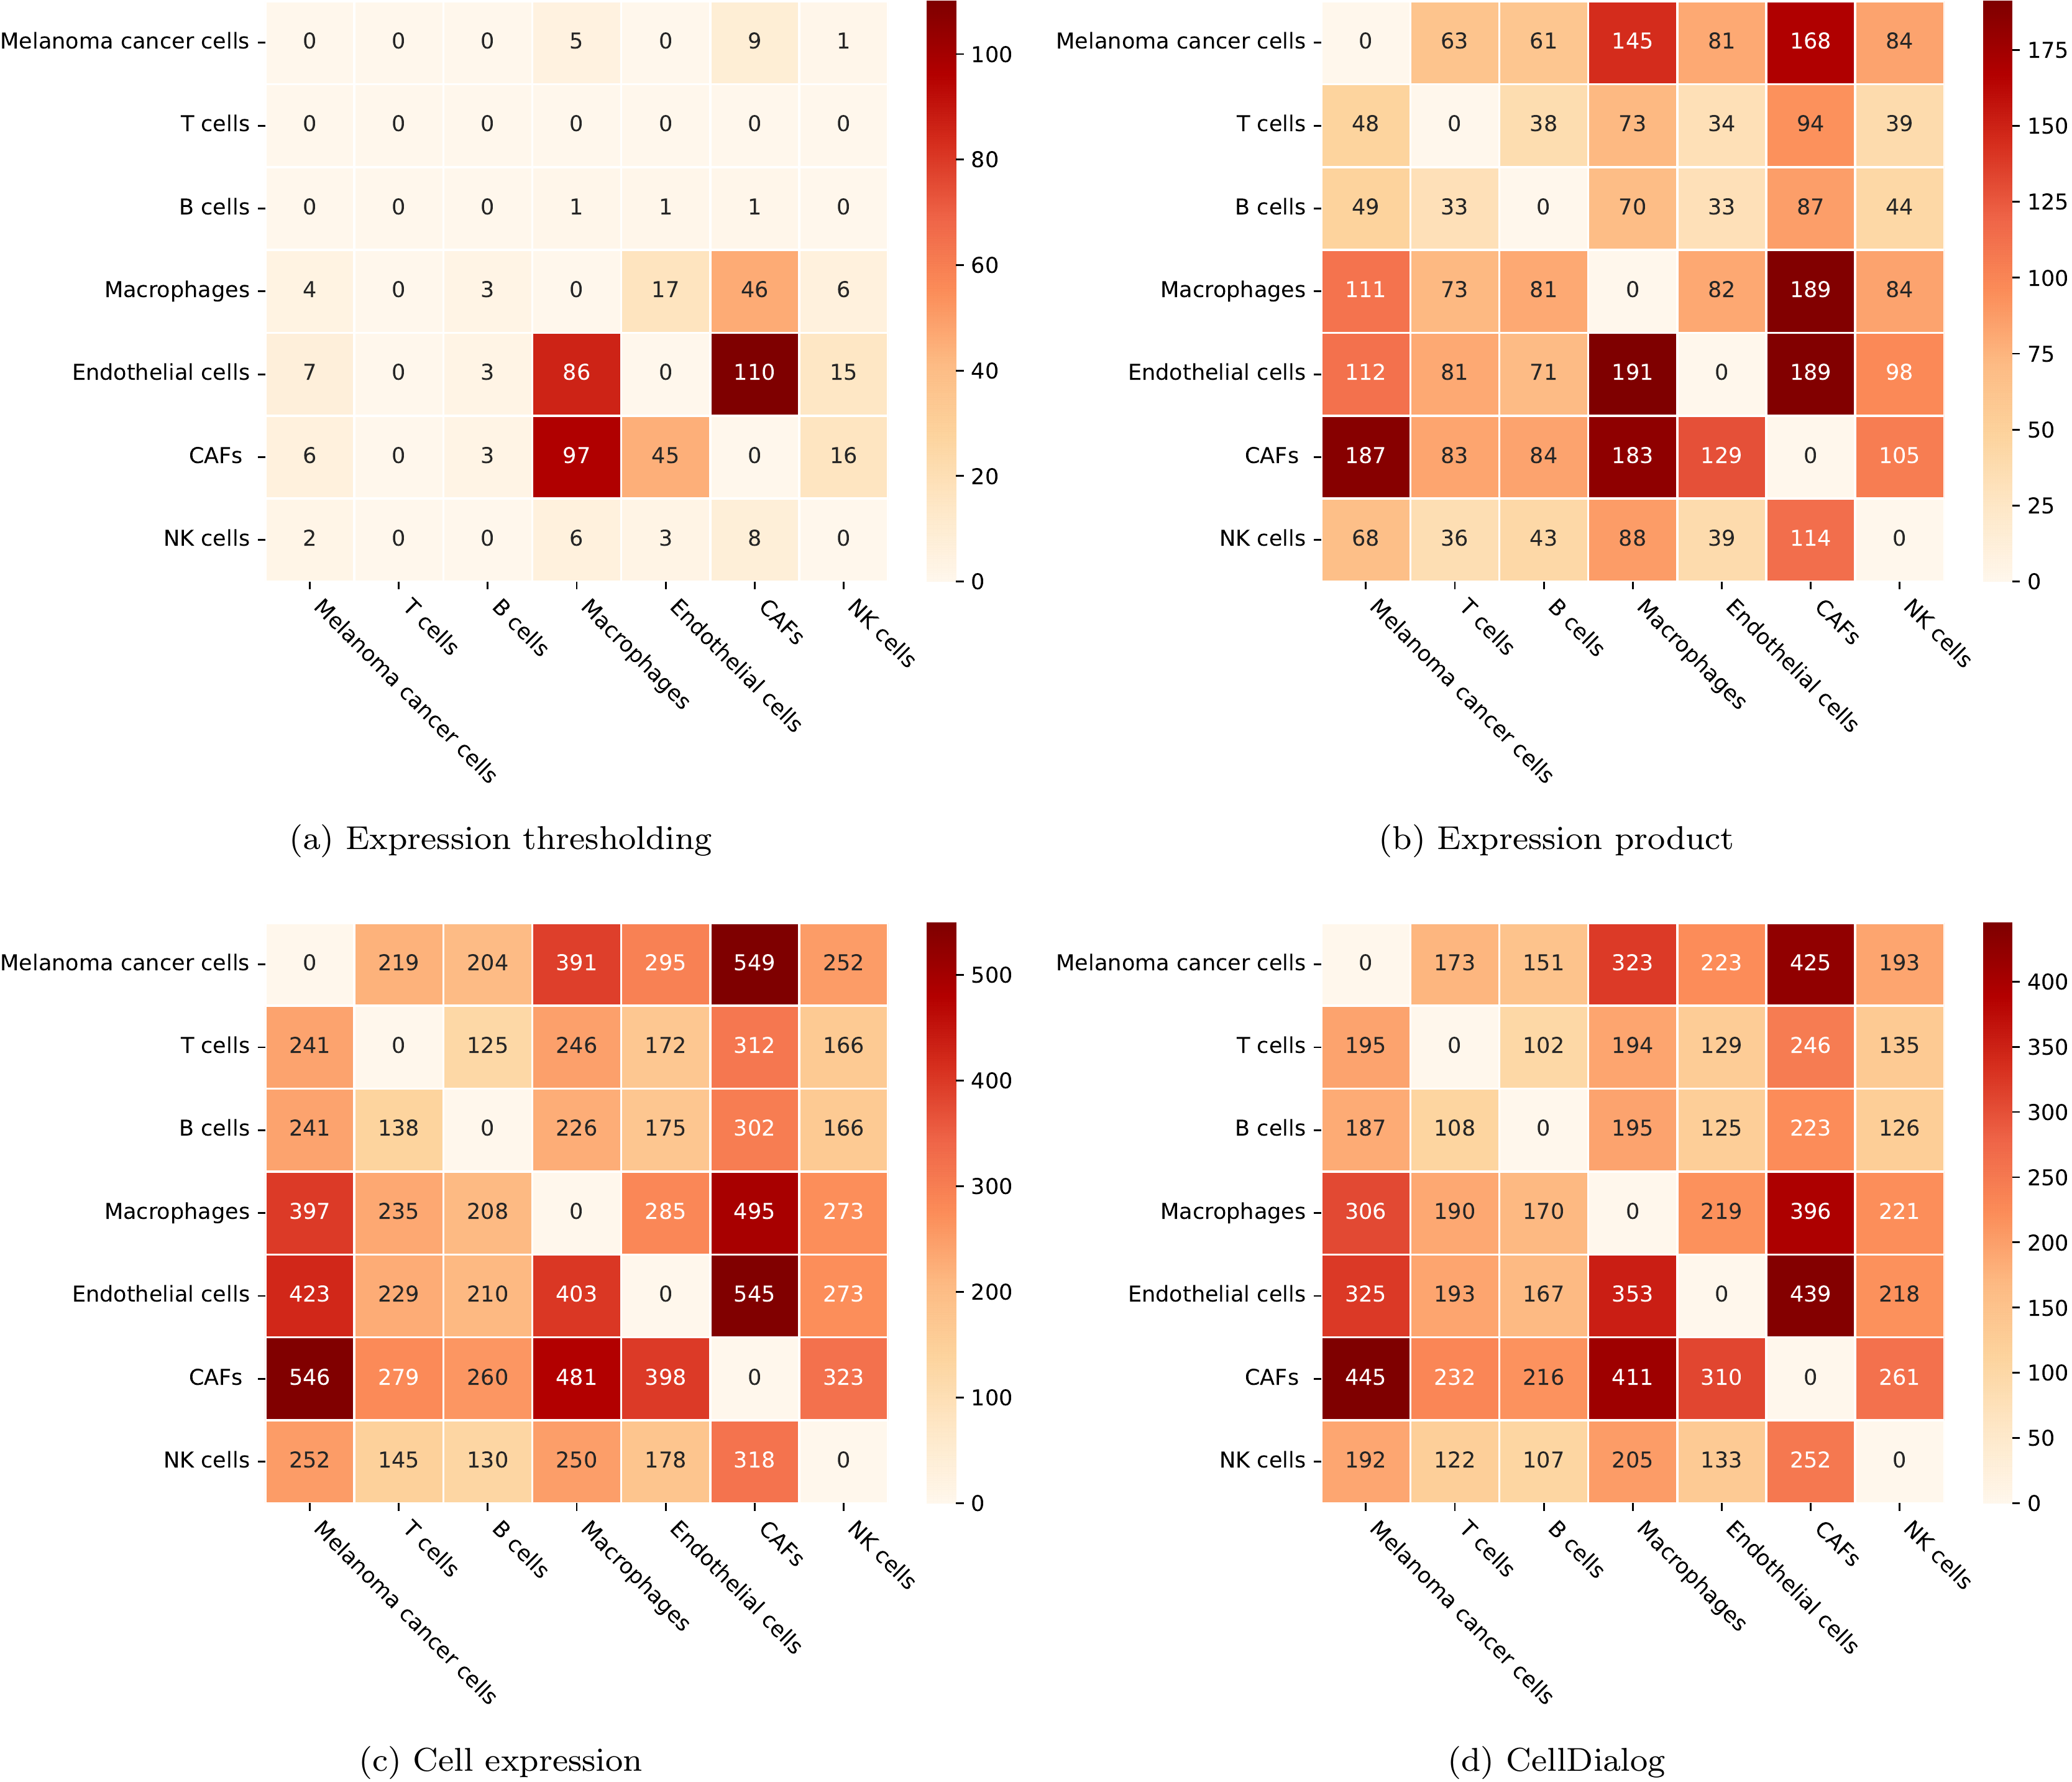 Melanoma cancer cells 0 0 0 5 0 9 1
T cells 0 0 0 0 0 0 0
B cells 0 0 0 1 1 1 0
Macrophages 4 0 3 0 17 46 6
Endothelial cells 7 0 3 86 0 110 15
CAFs 6 0 3 97 45 0 16
NK cells 2 0 0 6 3 8 0
Melanoma cancer cells
T cells
B cells
Macrophages
Endothelial cells
CAFs
NK cells
100
80
60
40
20
0
(a) Expression thresholding
Melanoma cancer cells 0 63 61 145 81 168 84
T cells 48 0 38 73 34 94 39
B cells 49 33 0 70 33 87 44
Macrophages 111 73 81 0 82 189 84
Endothelial cells 112 81 71 191 0 189 98
CAFs 187 83 84 183 129 0 105
NK cells 68 36 43 88 39 114 0
Melanoma cancer cells
T cells
B cells
Macrophages
Endothelial cells
CAFs
NK cells
175
150
125
100
75
50
25
0
(b) Expression product
Melanoma cancer cells 0 219 204 391 295 549 252
T cells 241 0 125 246 172 312 166
B cells 241 138 0 226 175 302 166
Macrophages 397 235 208 0 285 495 273
Endothelial cells 423 229 210 403 0 545 273
CAFs 546 279 260 481 398 0 323
NK cells 252 145 130 250 178 318 0
Melanoma cancer cells
T cells
B cells
Macrophages
Endothelial cells
CAFs
NK cells
500
400
300
200
100
0
(c) Cell expression
Melanoma cancer cells 0 173 151 323 223 425 193
T cells 195 0 102 194 129 246 135
B cells 187 108 0 195 125 223 126
Macrophages 306 190 170 0 219 396 221
Endothelial cells 325 193 167 353 0 439 218
CAFs 445 232 216 411 310 0 261
NK cells 192 122 107 205 133 252 0
Melanoma cancer cells
T cells
B cells
Macrophages
Endothelial cells
CAFs
NK cells
400
350
300
250
200
150
100
50
0
(d) CellDialog